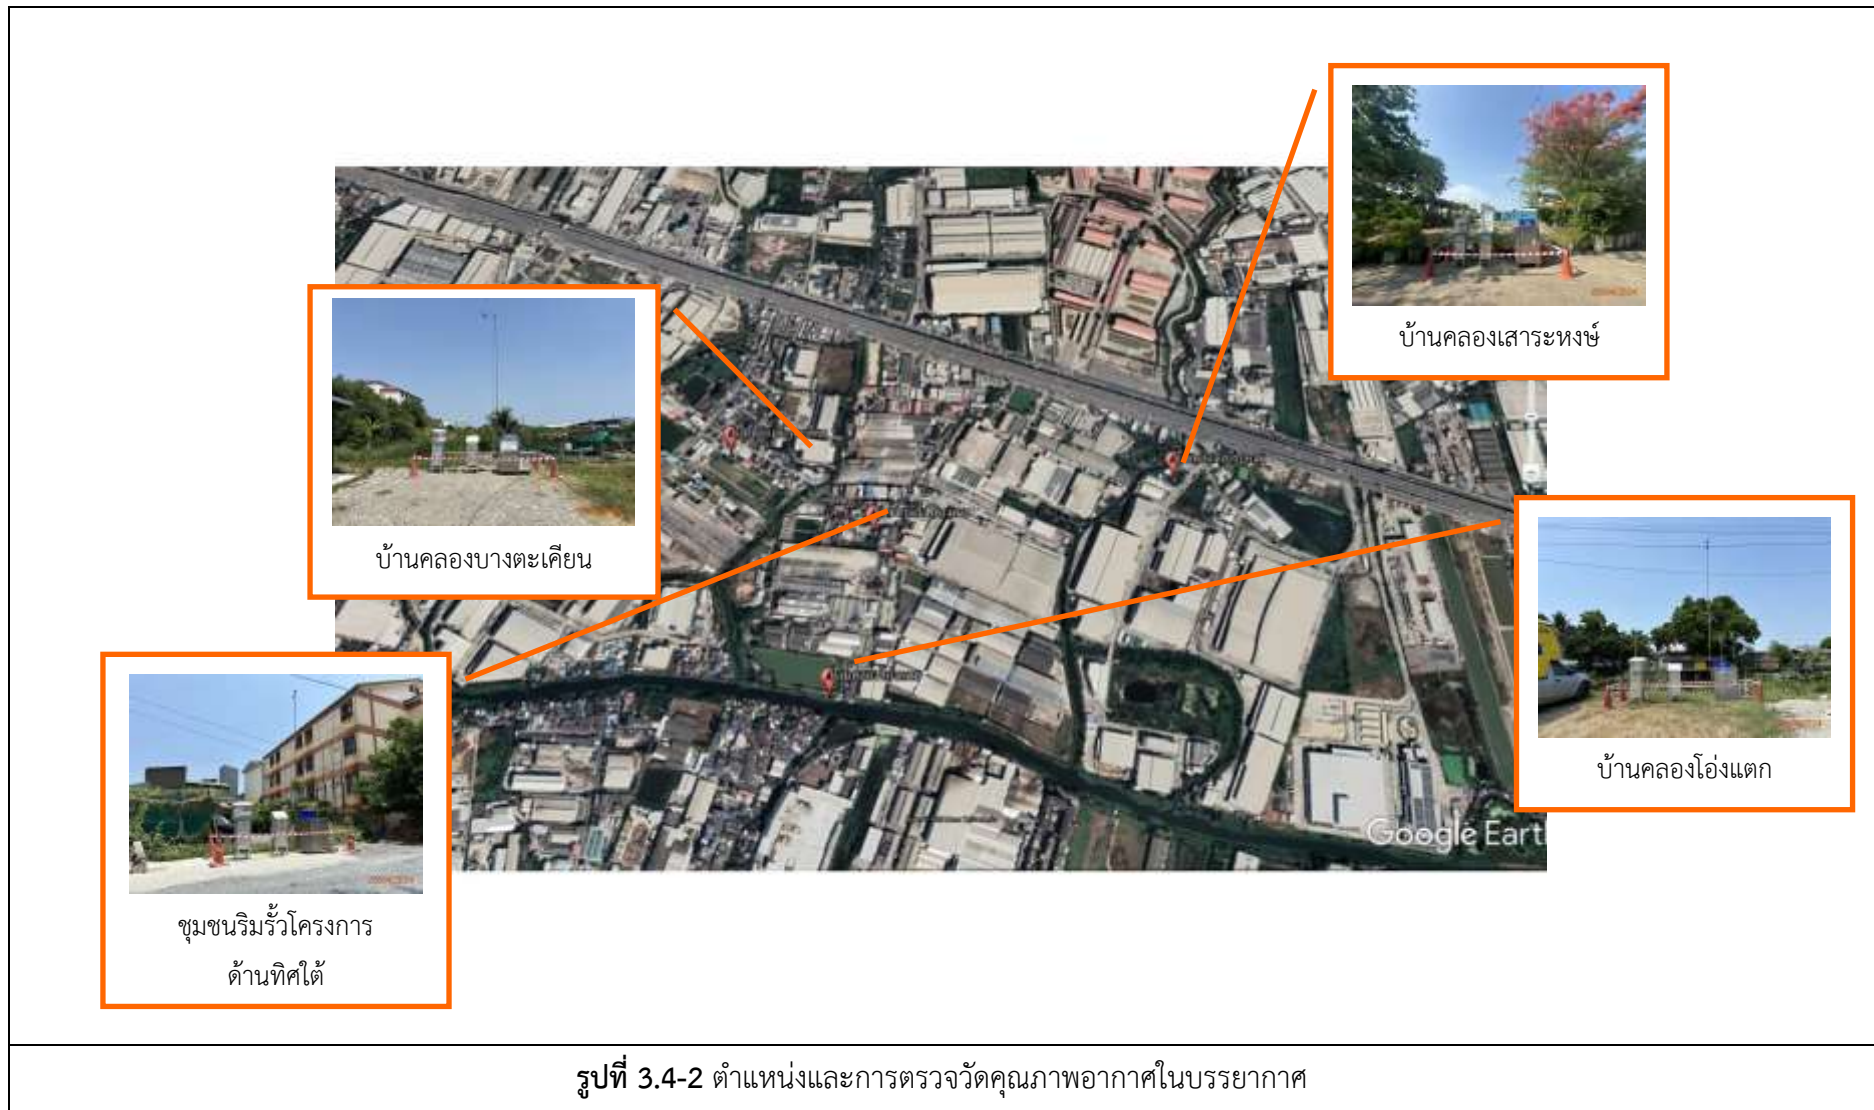 บ้านคลองเสาระหงษ์
บ้านคลองบางตะเคียน
บ้านคลองโอ่งแตก
ชุมชนริมรั้วโครงการ
ด้านทิศใต้
Google Eart
รูปที่ 3.4-2 ตำแหน่งและการตรวจวัดคุณภาพอากาศในบรรยากาศ